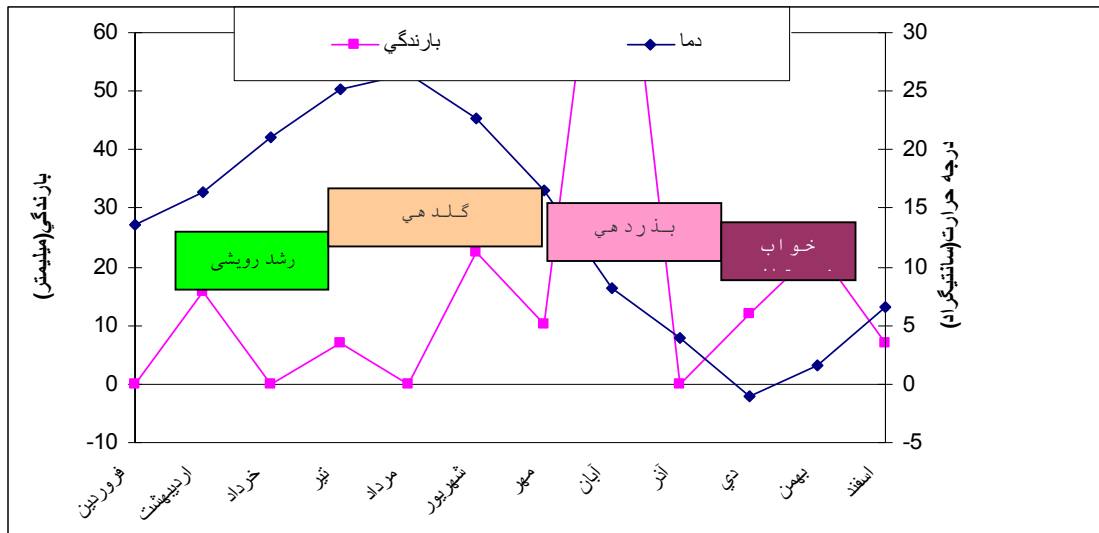 بارندگي دما
60
50
40
30
20
10
0
-10
30
25
20
15
10
5
0
-5
بارندگي(ميليمتر)
درجه حرارت(سانتيگراد)
رشد رویشی
گلدهي
بذردهي
خواب
فروردين
ارديبهشت
خرداد
تير
مرداد
شهريور
مهر
آبان
آذر
دي
بهمن
اسفند